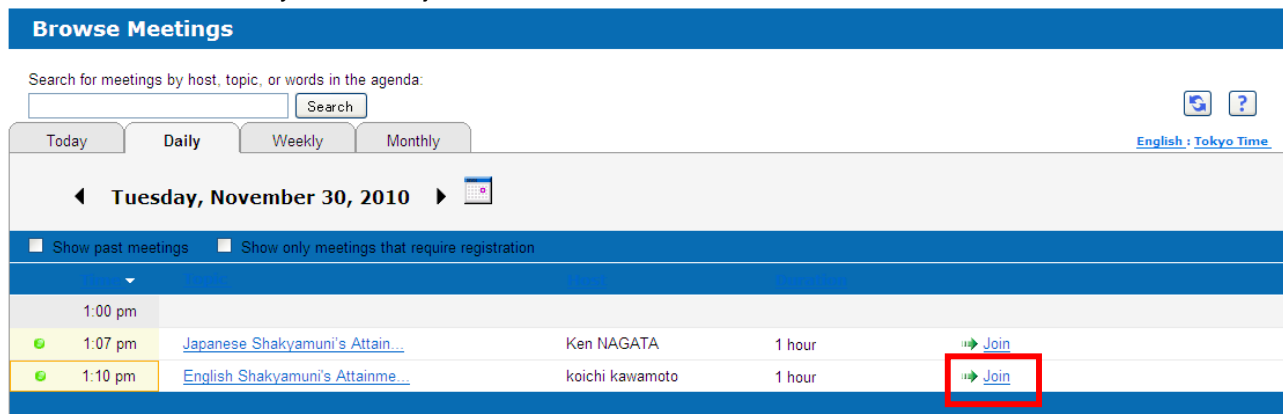 Browse Meetings
Search for meetings by host, topic, or words in the agenda:
Search
Today Daily Weekly Monthly
English : Tokyo Time
Tuesday, November 30, 2010
Show past meetings Show only meetings that require registration
1:00 pm
1:07 pm Japanese Shakyamuni's Attain... Ken NAGATA 1 hour Join
1:10 pm English Shakyamuni's Attainme... koichi kawamoto 1 hour Join